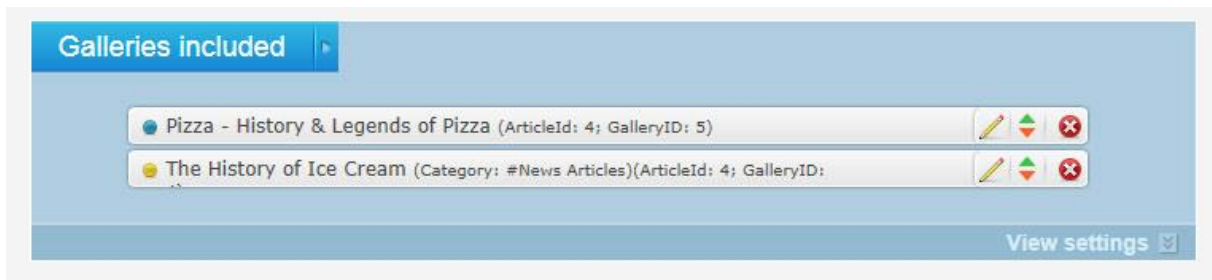 Galleries included
Pizza - History & Legends of Pizza (ArticleId: 4; GalleryID: 5)
The History of Ice Cream (Category: #News Articles)(ArticleId: 4; GalleryID:
View settings